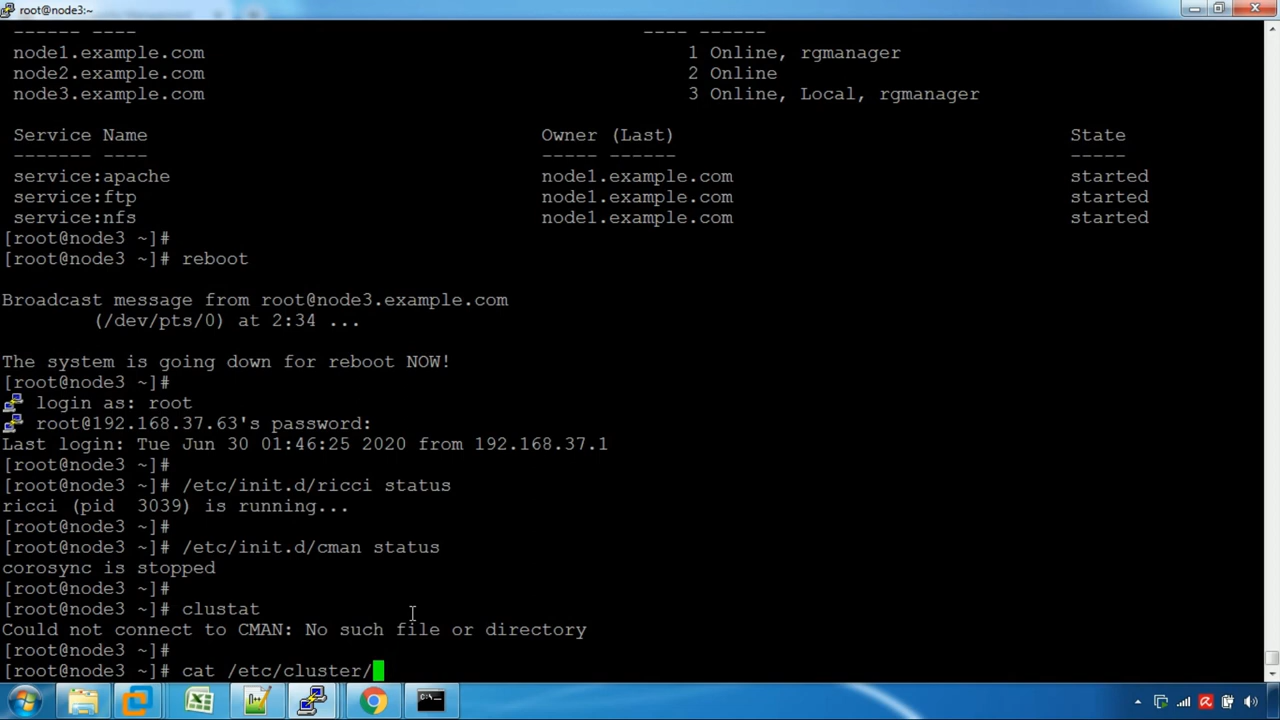 root@node3:~
------ ----                                              ---- ------
node1.example.com                                           1 Online, rgmanager
node2.example.com                                           2 Online
node3.example.com                                           3 Online, Local, rgmanager
Service Name                                   Owner (Last)                                   State
------- ----                                   ----- ------                                   -----
service:apache                                 node1.example.com                              started
service:ftp                                    node1.example.com                              started
service:nfs                                    node1.example.com                              started
[root@node3 ~]#
[root@node3 ~]# reboot
Broadcast message from root@node3.example.com
        (/dev/pts/0) at 2:34 ...
The system is going down for reboot NOW!
[root@node3 ~]#
login as: root
root@192.168.37.63's password:
Last login: Tue Jun 30 01:46:25 2020 from 192.168.37.1
[root@node3 ~]#
[root@node3 ~]# /etc/init.d/ricci status
ricci (pid  3039) is running...
[root@node3 ~]#
[root@node3 ~]# /etc/init.d/cman status
corosync is stopped
[root@node3 ~]#
[root@node3 ~]# clustat
Could not connect to CMAN: No such file or directory
[root@node3 ~]#
[root@node3 ~]# cat /etc/cluster/